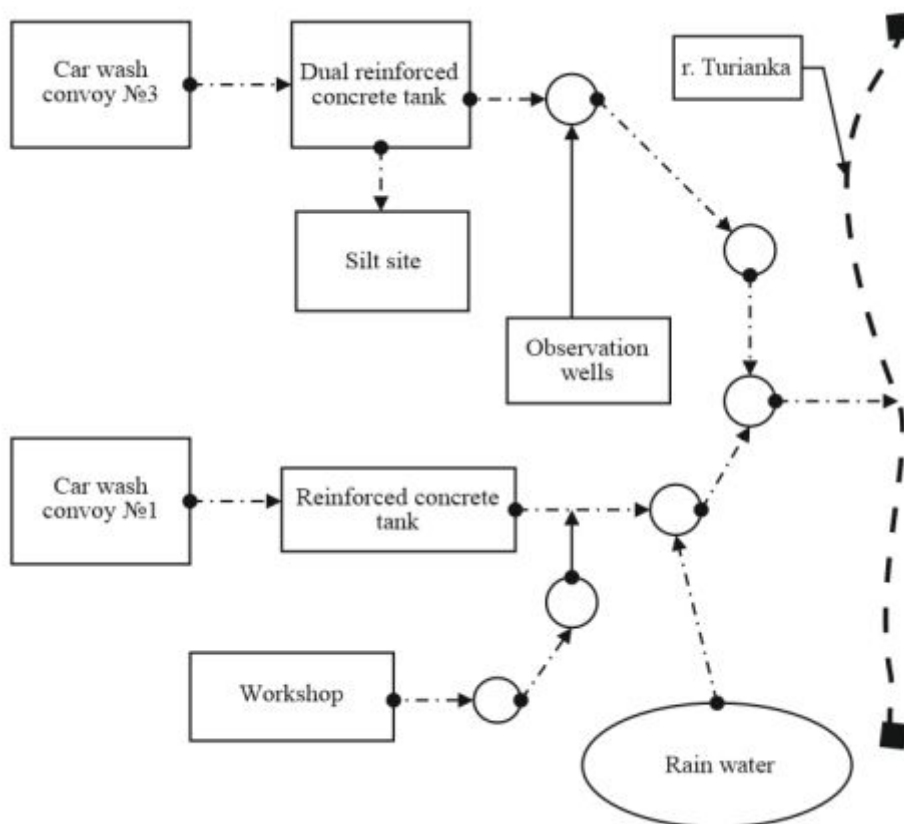 Car wash
convoy №3
Dual reinforced
concrete tank
r. Turianka
Silt site
Observation
wells
Car wash
convoy №1
Reinforced concrete
tank
Workshop
Rain water